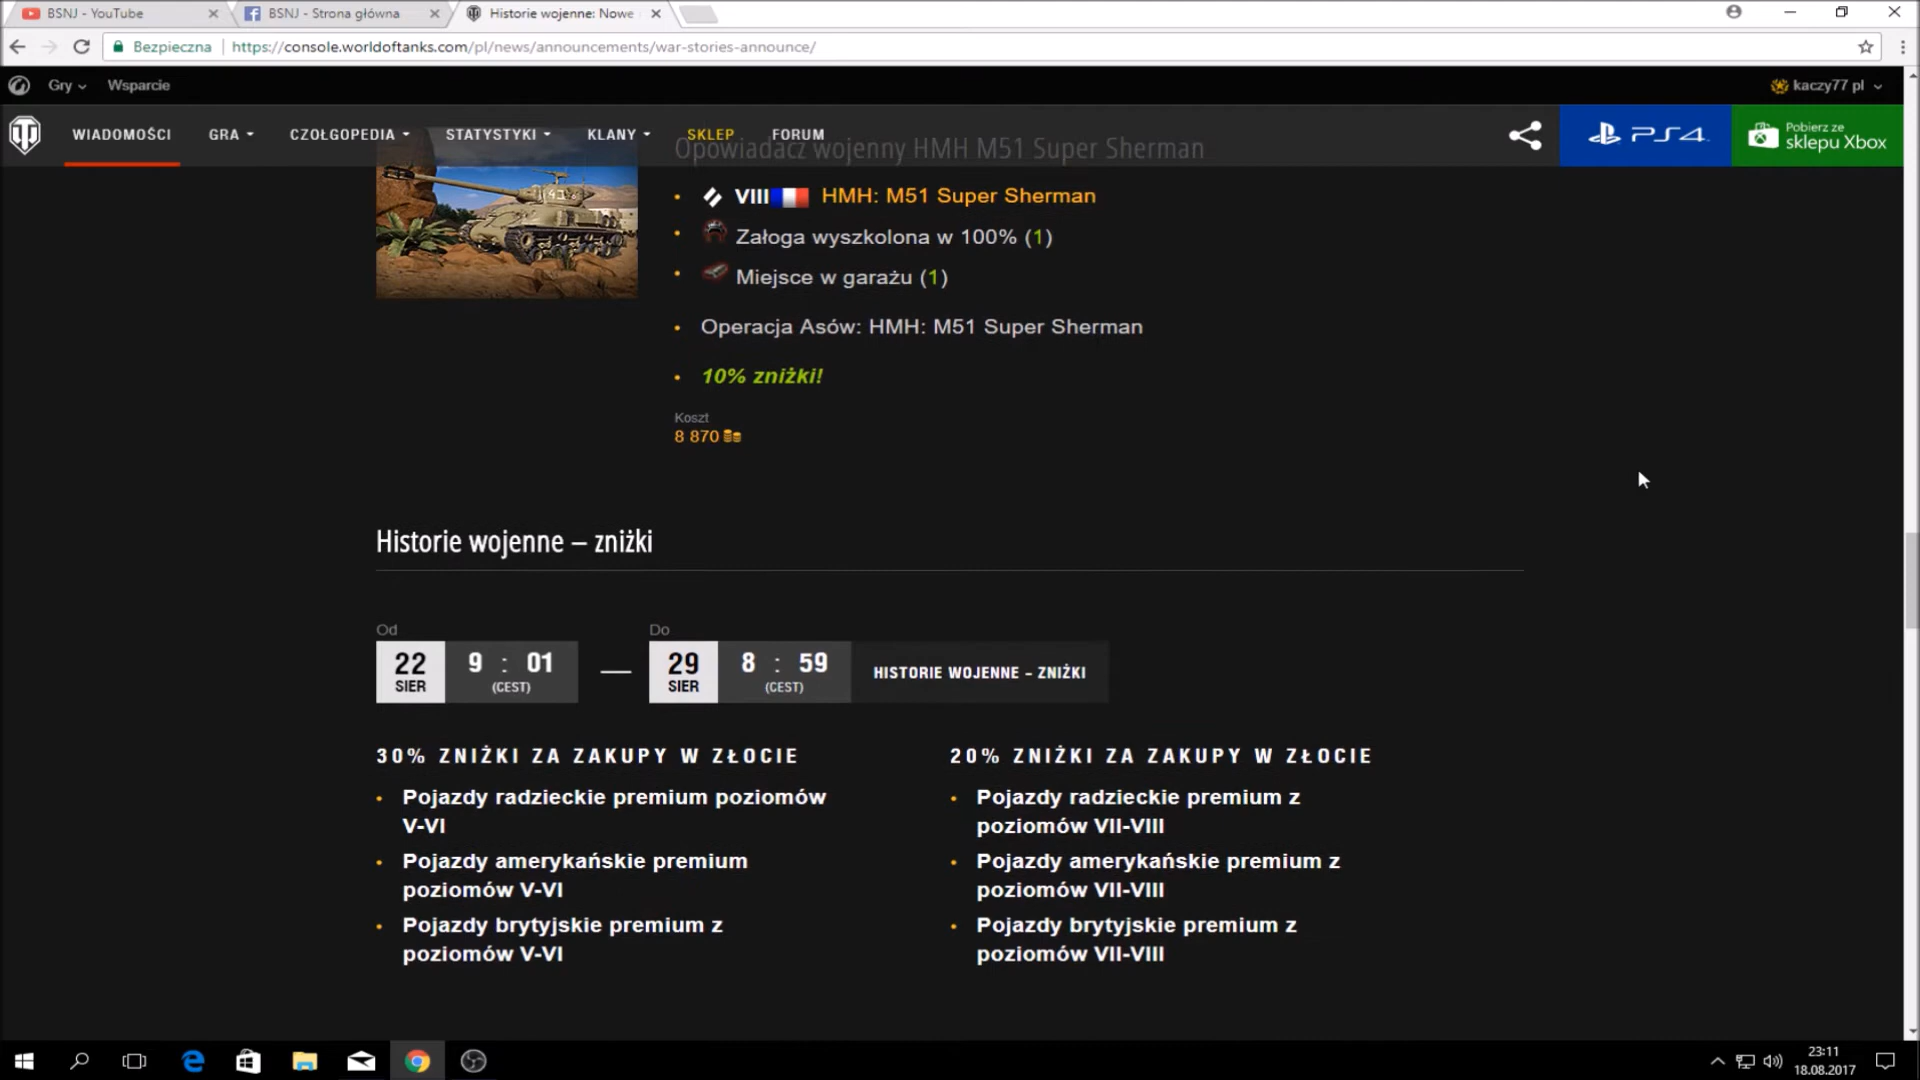 BSNJ - YouTube
BSNJ - Strona główna
Historie wojenne: Nowe
Bezpieczna
https://console.worldoftanks.com/pl/news/announcements/war-stories-announce/
Gry
Wsparcie
kaczy77 pl
WIADOMOŚCI
GRA
CZOŁGOPEDIA
STATYSTYKI
KLANY
SKLEP
FORUM
PS4
Pobierz ze
sklepu Xbox
Opowiadacz wojenny HMH M51 Super Sherman
VIII HMH: M51 Super Sherman
Załoga wyszkolona w 100% (1)
Miejsce w garażu (1)
Operacja Asów: HMH: M51 Super Sherman
10% zniżki!
Koszt
8 870
Historie wojenne – zniżki
Od
22 SIER
9 : 01
(CEST)
—
Do
29 SIER
8 : 59
(CEST)
HISTORIE WOJENNE – ZNIŻKI
30% ZNIŻKI ZA ZAKUPY W ZŁOCIE
Pojazdy radzieckie premium poziomów
V-VI
Pojazdy amerykańskie premium
poziomów V-VI
Pojazdy brytyjskie premium z
poziomów V-VI
20% ZNIŻKI ZA ZAKUPY W ZŁOCIE
Pojazdy radzieckie premium z
poziomów VII-VIII
Pojazdy amerykańskie premium z
poziomów VII-VIII
Pojazdy brytyjskie premium z
poziomów VII-VIII
23:11
18.08.2017